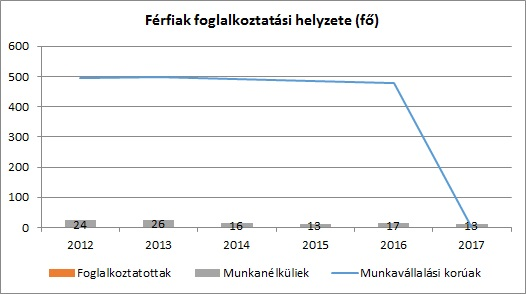 Férfiak foglalkoztatási helyzete (fő)
600
500
400
300
200
100
0
24 26 16 13 17 13
2012 2013 2014 2015 2016 2017
Foglalkoztatottak Munkanélküliek Munkavállalási korúak